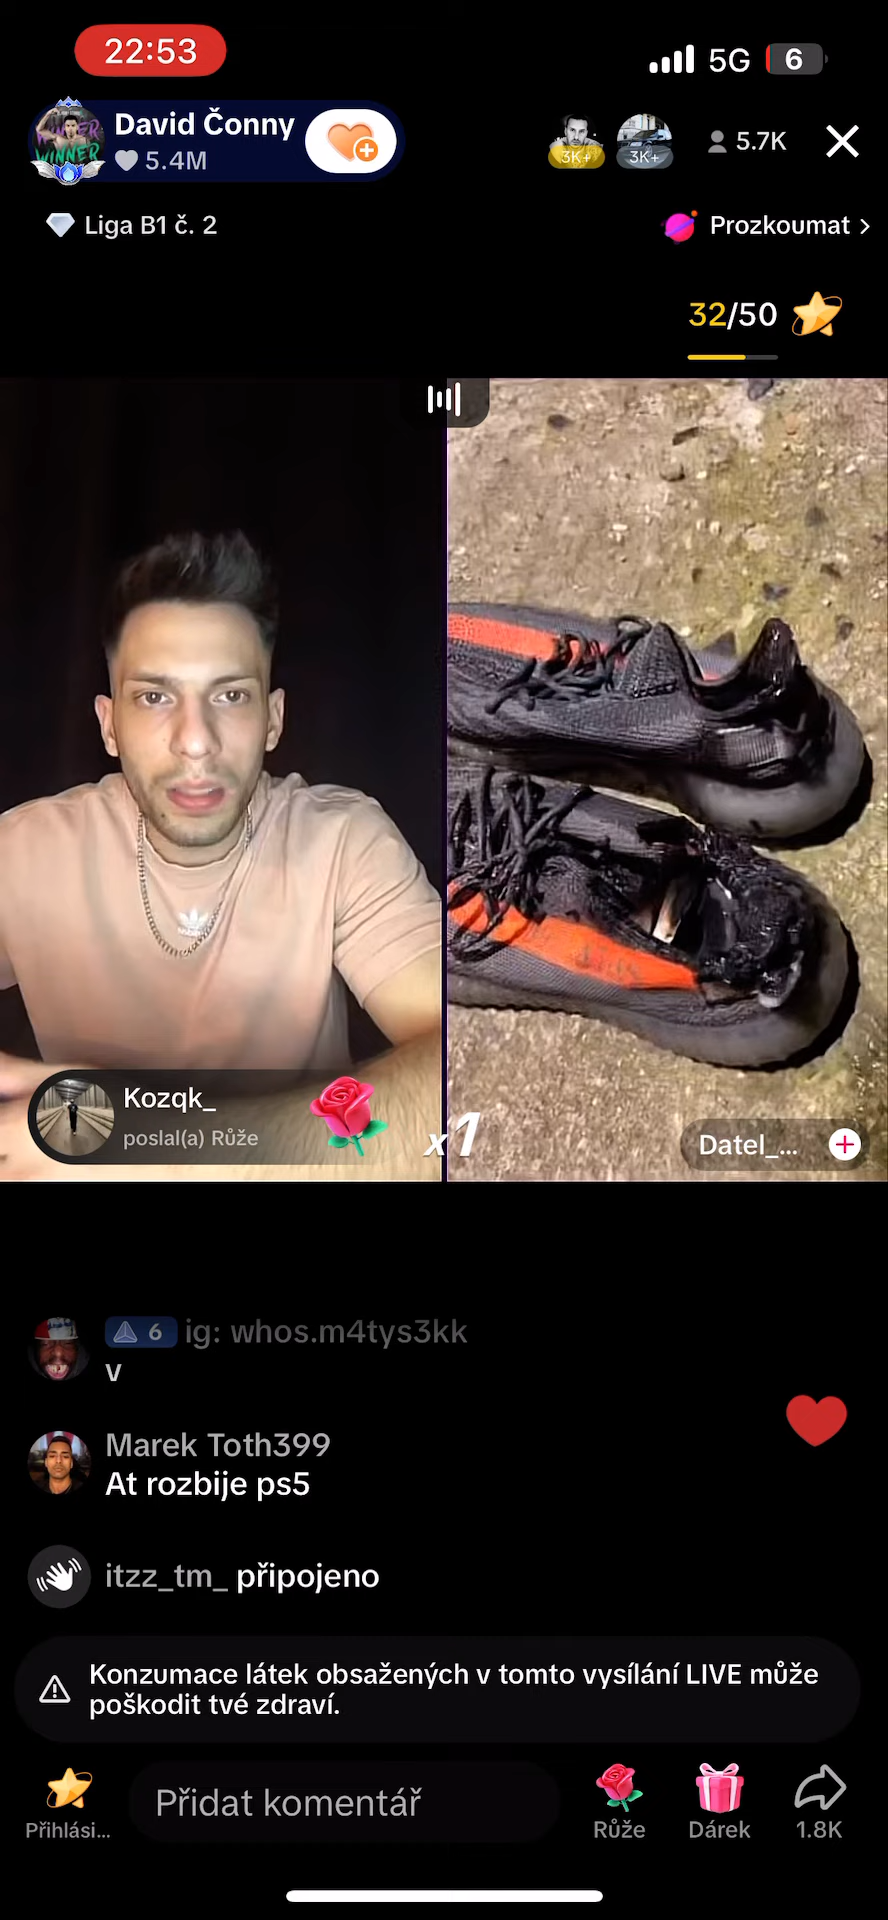 22:53
5G
6
David Čonny
5.4M
3K+
3K+
5.7K
Liga B1 č. 2
Prozkoumat >
32/50
Kozqk_
poslal(a) Růže
x1
Datel_...
6 ig: whos.m4tys3kk
v
Marek Toth399
At rozbije ps5
itzz_tm_ připojeno
Konzumace látek obsažených v tomto vysílání LIVE může
poškodit tvé zdraví.
Přidat komentář
Přihlási...
Růže
Dárek
1.8K